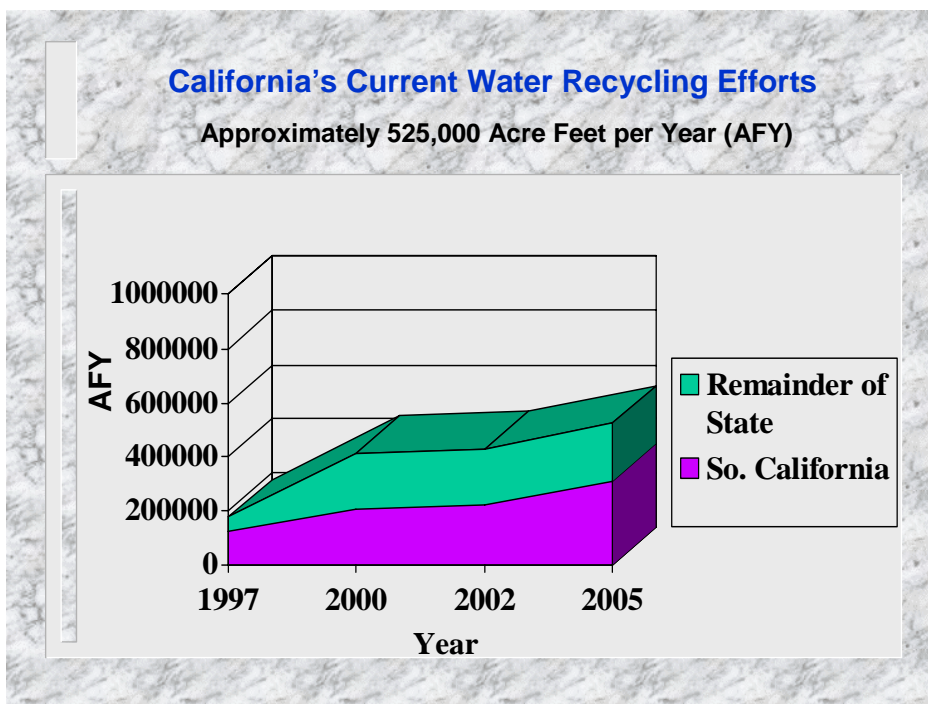 California's Current Water Recycling Efforts
Approximately 525,000 Acre Feet per Year (AFY)
1000000
800000
600000
400000
200000
0
AFY
1997 2000 2002 2005
Year
Remainder of
State
So. California